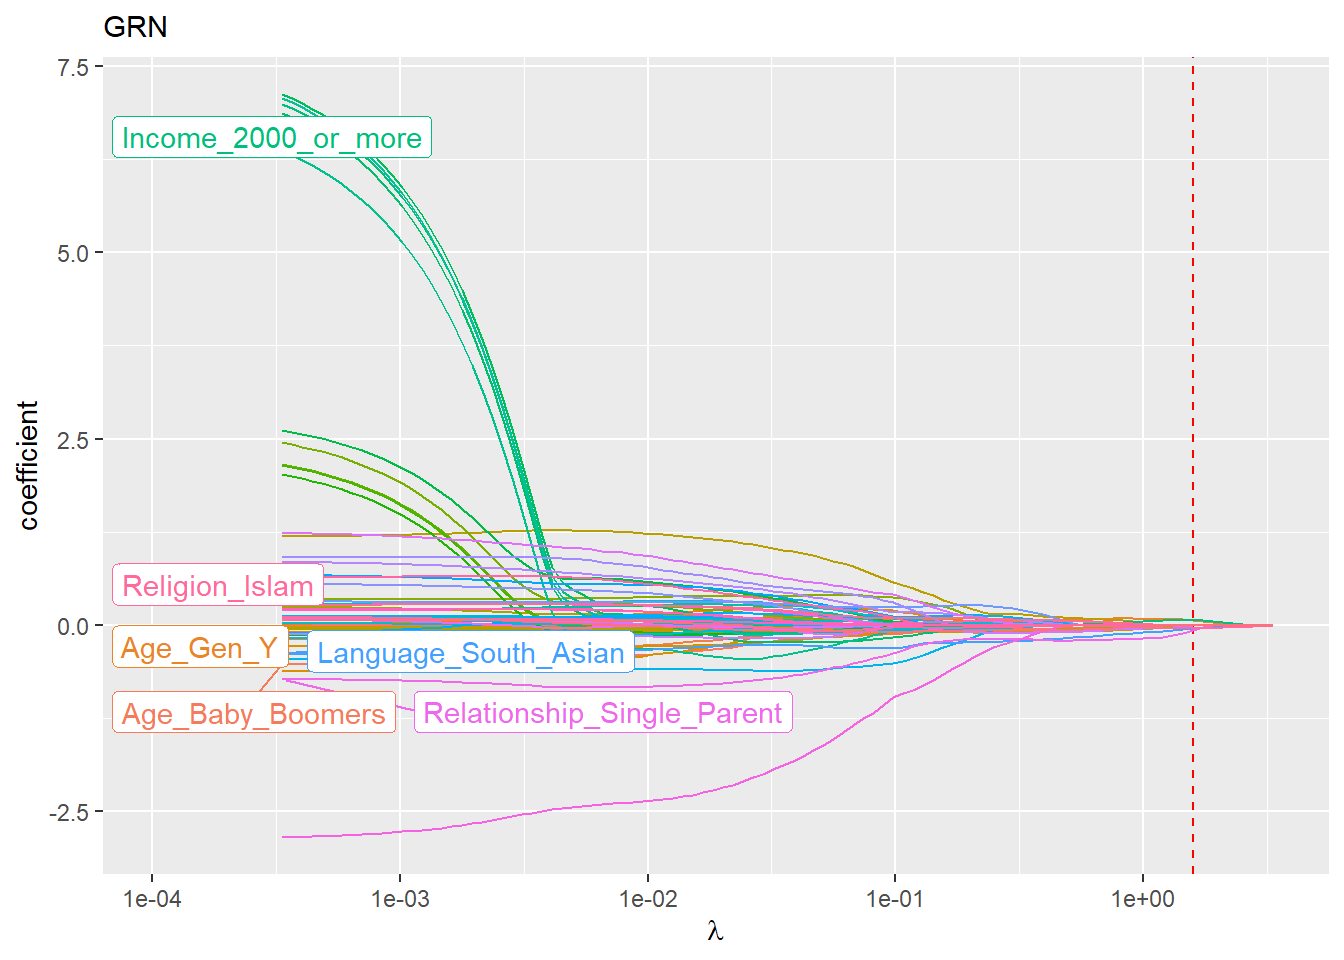 GRN
7.5
Income_2000_or_more
5.0
coefficient
2.5
Religion_Islam
0.0
Age_Gen_Y
Language_South_Asian
Age_Baby_Boomers
Relationship_Single_Parent
-2.5
1e-04 1e-03 1e-02 1e-01 1e+00
λ